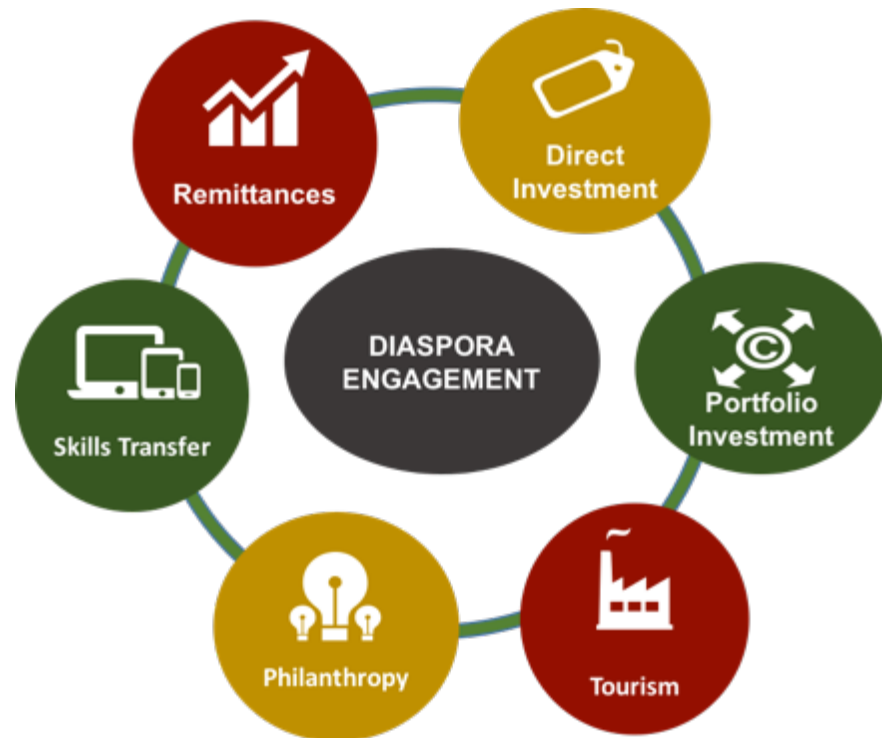 Remittances
Direct
Investment
DIASPORA
ENGAGEMENT
©
Portfolio
Investment
Skills Transfer
Philanthropy
Tourism